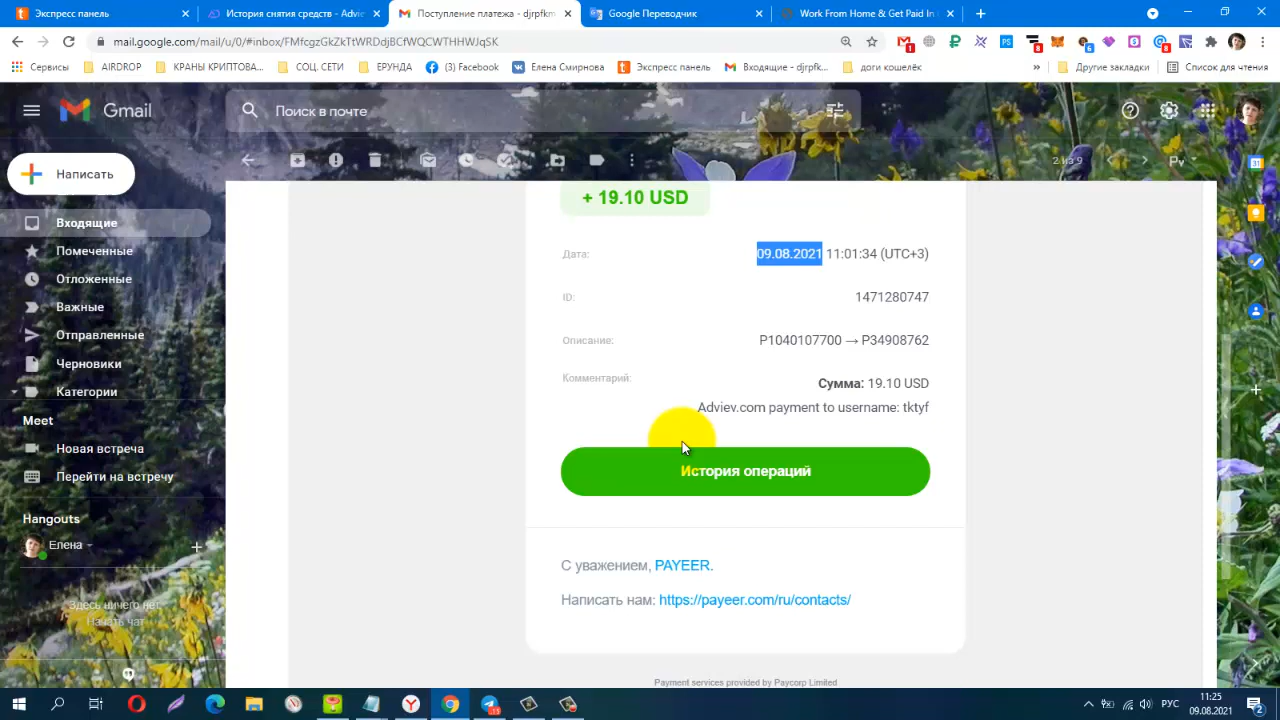 Экспресс панель
История снятия средств - Adviev
Поступление платежа - djrpfkm
Google Переводчик
Work From Home & Get Paid In
mail.google.com/mail/u/0/#inbox/FMfcgzGkZkTtWRDdjBCfWQCWTHHWJqSK
Сервисы
AIRDROP
КРАНЫ КРИПТОВА...
СОЦ. СЕТИ
ЕРУНДА
(3) Facebook
Елена Смирнова
Экспресс панель
Входящие - djrpfk...
доги кошелёк
»
Другие закладки
Список для чтения
Gmail
Поиск в почте
Написать
2 из 9
Входящие
Помеченные
Отложенные
Важные
Отправленные
Черновики
Категории
Meet
Новая встреча
Перейти на встречу
Hangouts
Елена
Здесь ничего нет.
Начать чат
+ 19.10 USD
Дата:
09.08.2021 11:01:34 (UTC+3)
ID:
1471280747
Описание:
P1040107700 → P34908762
Комментарий:
Сумма: 19.10 USD
Adviev.com payment to username: tktyf
История операций
С уважением, PAYEER.
Написать нам: https://payeer.com/ru/contacts/
Payment services provided by Paycorp Limited
РУС
11:25
09.08.2021